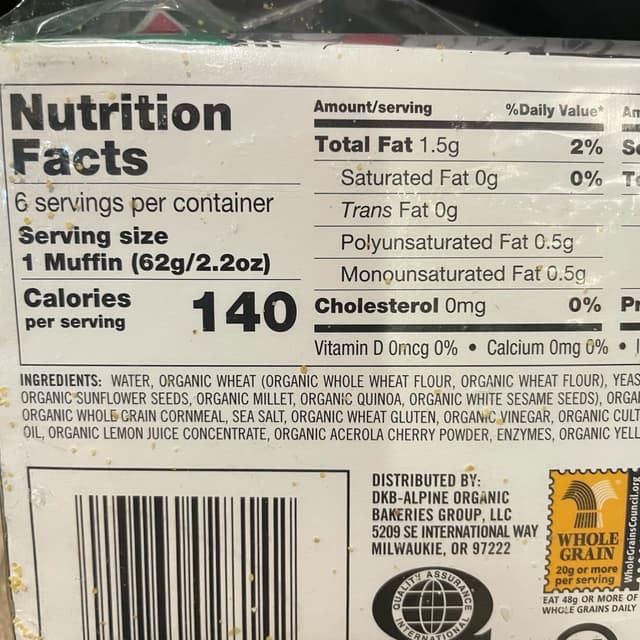 Nutrition
Facts
6 servings per container
Serving size
1 Muffin (62g/2.2oz)
Calories
per serving
140
Amount/serving %Daily Value*
Total Fat 1.5g 2%
Saturated Fat 0g 0%
Trans Fat 0g
Polyunsaturated Fat 0.5g
Monounsaturated Fat 0.5g
Cholesterol 0mg 0%
Vitamin D 0mcg 0% • Calcium 0mg 0% •
INGREDIENTS: WATER, ORGANIC WHEAT (ORGANIC WHOLE WHEAT FLOUR, ORGANIC WHEAT FLOUR),
ORGANIC SUNFLOWER SEEDS, ORGANIC MILLET, ORGANIC QUINOA, ORGANIC WHITE SESAME SEEDS),
ORGANIC WHOLE GRAIN CORNMEAL, SEA SALT, ORGANIC WHEAT GLUTEN, ORGANIC VINEGAR, ORGANIC
OIL, ORGANIC LEMON JUICE CONCENTRATE, ORGANIC ACEROLA CHERRY POWDER, ENZYMES, ORGANIC
DISTRIBUTED BY:
DKB-ALPINE ORGANIC
BAKERIES GROUP, LLC
5209 SE INTERNATIONAL WAY
MILWAUKIE, OR 97222
QUALITY ASSURANCE
INTERNATIONAL
WHOLE
GRAIN
20g or more
per serving
WholeGrainsCouncil.org
EAT 48g OR MORE OF
WHOLE GRAINS DAILY